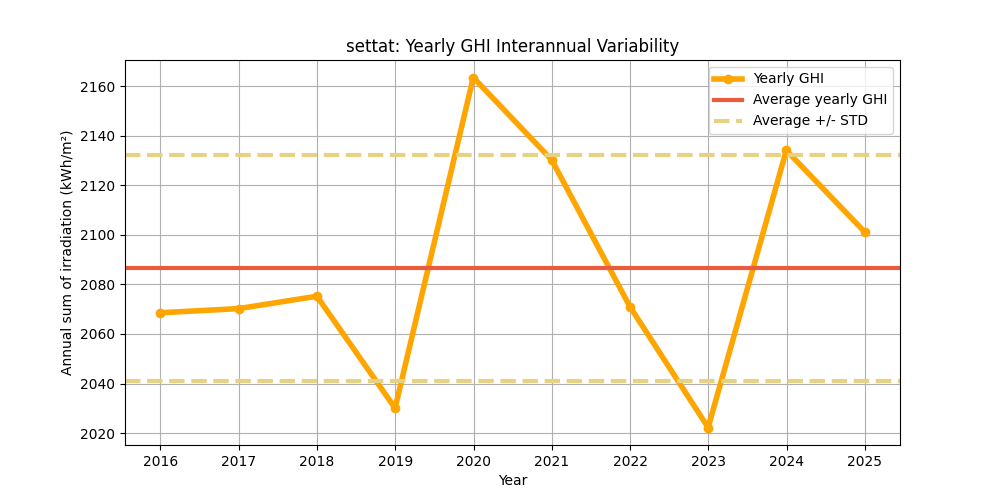 settat: Yearly GHI Interannual Variability
Yearly GHI
Average yearly GHI
Average +/- STD
Annual sum of irradiation (kWh/m²)
2160
2140
2120
2100
2080
2060
2040
2020
2016 2017 2018 2019 2020 2021 2022 2023 2024 2025
Year